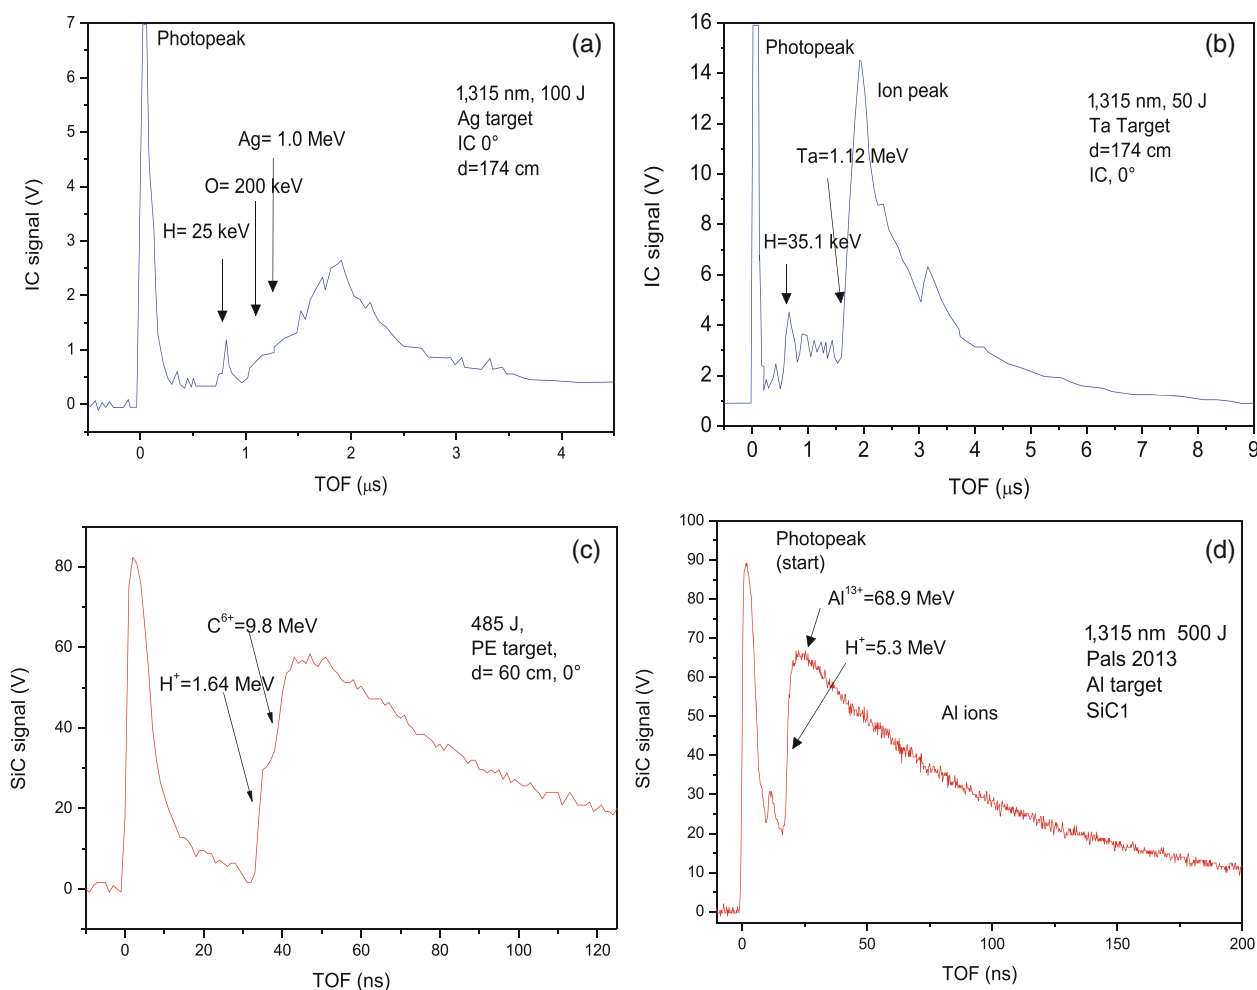 (a)
Photopeak
1,315 nm, 100 J
Ag target
IC 0°
d=174 cm
Ag= 1.0 MeV
O= 200 keV
H= 25 keV
7
6
5
4
3
2
1
0
IC signal (V)
0 1 2 3 4
TOF (μs)
(b)
Photopeak
Ion peak
1,315 nm, 50 J
Ta Target
d=174 cm
IC, 0°
Ta=1.12 MeV
H=35.1 keV
16
14
12
10
8
6
4
2
0
IC signal (V)
0 1 2 3 4 5 6 7 8 9
TOF (μs)
(c)
485 J,
PE target,
d= 60 cm, 0°
C6+=9.8 MeV
H+=1.64 MeV
80
60
40
20
0
SiC signal (V)
0 20 40 60 80 100 120
TOF (ns)
(d)
Photopeak
(start)
Al13+=68.9 MeV
H+=5.3 MeV
1,315 nm 500 J
Pals 2013
Al target
SiC1
Al ions
100
90
80
70
60
50
40
30
20
10
0
SiC signal (V)
0 50 100 150 200
TOF (ns)